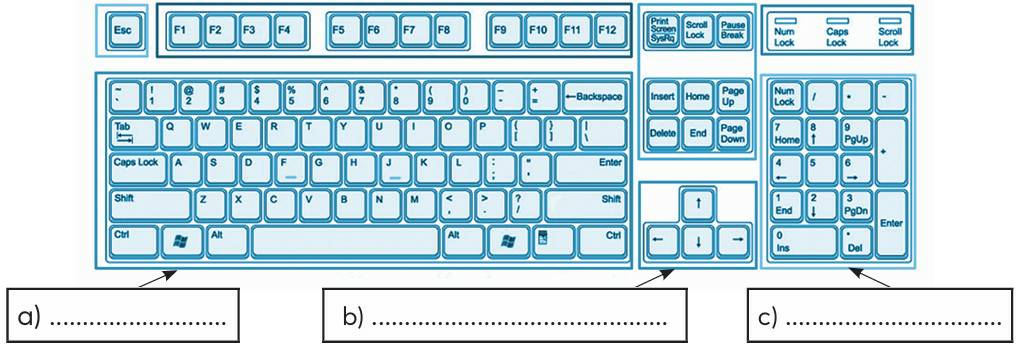 Esc F1 F2 F3 F4 F5 F6 F7 F8 F9 F10 F11 F12 Print Screen SysRq Scroll Lock Pause Break Num Lock Caps Lock Scroll Lock
~ ` ! 1 @ 2 # 3 $ 4 % 5 ^ 6 & 7 * 8 ( 9 ) 0 - - + = ←Backspace Insert Home Page Up Num Lock / * -
Tab Q W E R T Y U I O P { [ } ] | \ Delete End Page Down 7 Home 8 ↑ 9 PgUp +
Caps Lock A S D F G H J K L : ; " ' Enter 4 ← 5 6 →
Shift Z X C V B N M < , > . ? / Shift ↑ 1 End 2 ↓ 3 PgDn Enter
Ctrl Alt Alt Ctrl ← ↓ → 0 Ins . Del
a) ........................... b) ............................................. c) .................................